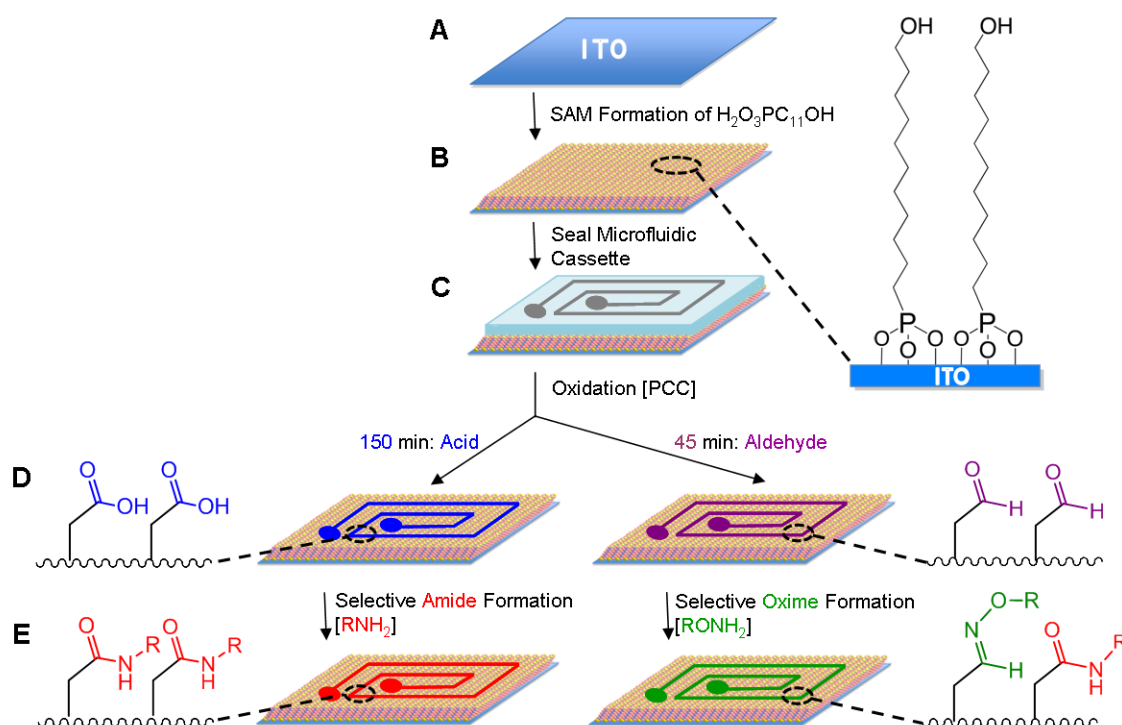 A
ITO
OH
OH
SAM Formation of H₂O₃PC₁₁OH
B
Seal Microfluidic
Cassette
C
P
P
O
O
O
O
O
O
ITO
Oxidation [PCC]
150 min: Acid
45 min: Aldehyde
D
O
OH
O
OH
O
H
O
H
Selective Amide Formation
[RNH₂]
Selective Oxime Formation
[RONH₂]
E
O
N
H
R
O
N
H
R
O–R
N
H
O
N
H
R